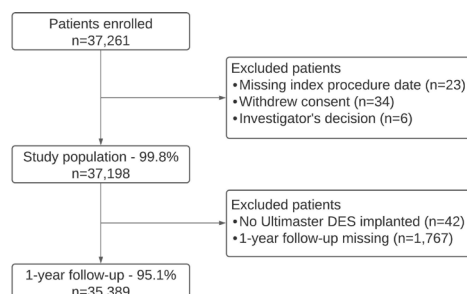 Patients enrolled
n=37,261
Excluded patients
•Missing index procedure date (n=23)
•Withdrew consent (n=34)
•Investigator's decision (n=6)
Study population - 99.8%
n=37,198
Excluded patients
•No Ultimaster DES implanted (n=42)
•1-year follow-up missing (n=1,767)
1-year follow-up - 95.1%
n=35,389